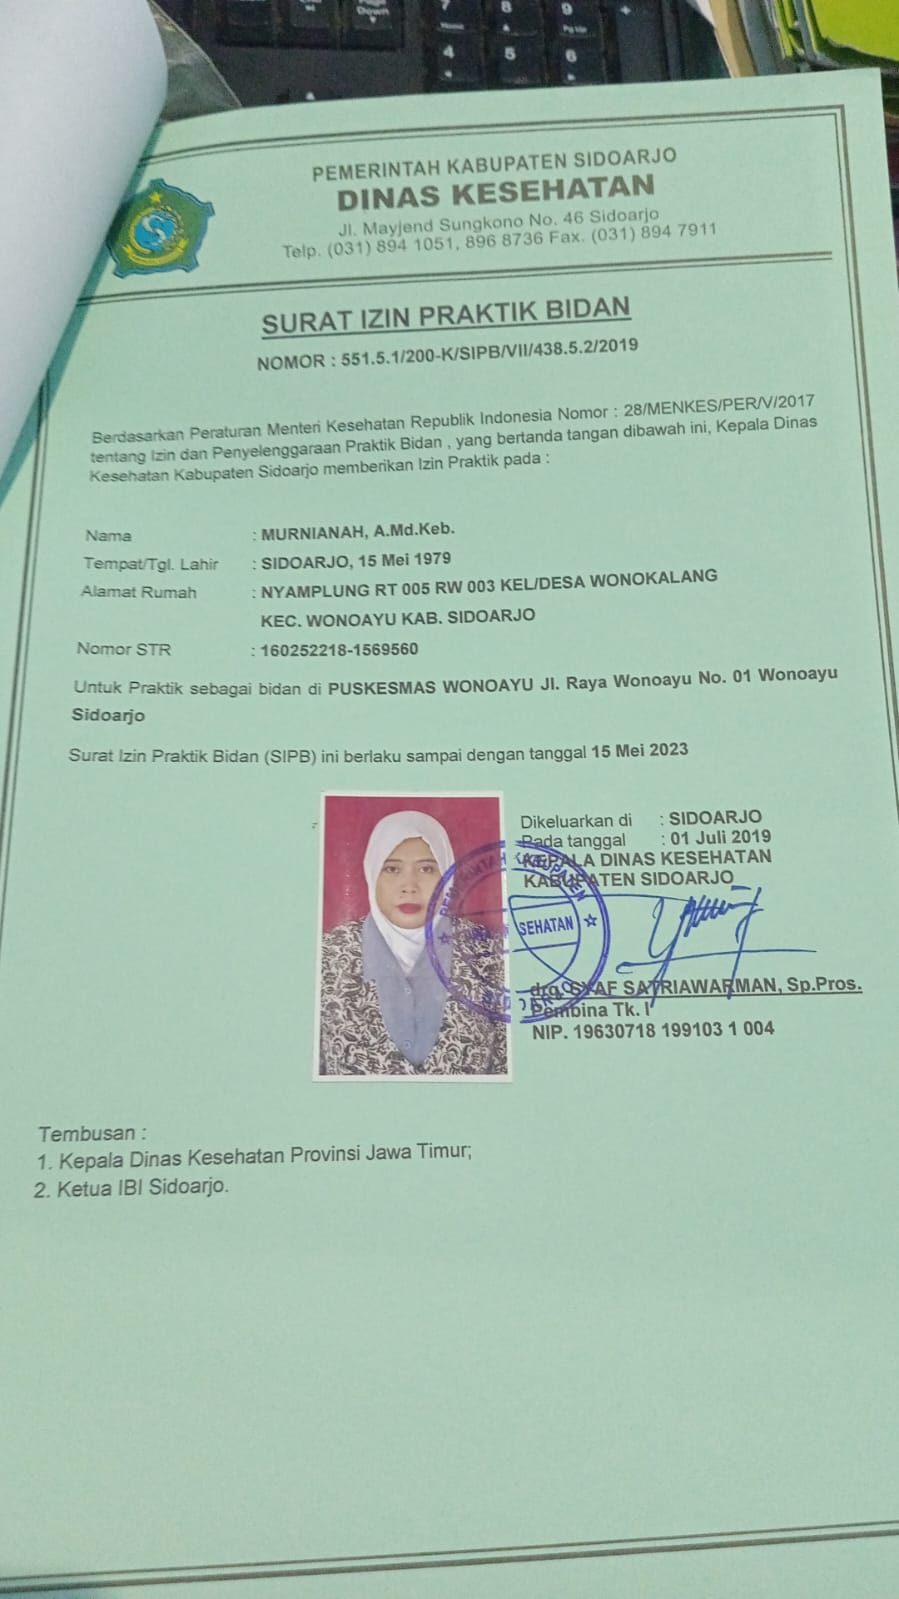 PEMERINTAH KABUPATEN SIDOARJO
DINAS KESEHATAN
Jl. Mayjend Sungkono No. 46 Sidoarjo
Telp. (031) 894 1051, 896 8736 Fax. (031) 894 7911
SURAT IZIN PRAKTIK BIDAN
NOMOR : 551.5.1/200-K/SIPB/VII/438.5.2/2019
Berdasarkan Peraturan Menteri Kesehatan Republik Indonesia Nomor : 28/MENKES/PER/V/2017
tentang Izin dan Penyelenggaraan Praktik Bidan , yang bertanda tangan dibawah ini, Kepala Dinas
Kesehatan Kabupaten Sidoarjo memberikan Izin Praktik pada :
Nama : MURNIANAH, A.Md.Keb.
Tempat/Tgl. Lahir : SIDOARJO, 15 Mei 1979
Alamat Rumah : NYAMPLUNG RT 005 RW 003 KEL/DESA WONOKALANG
KEC. WONOAYU KAB. SIDOARJO
Nomor STR : 160252218-1569560
Untuk Praktik sebagai bidan di PUSKESMAS WONOAYU Jl. Raya Wonoayu No. 01 Wonoayu
Sidoarjo
Surat Izin Praktik Bidan (SIPB) ini berlaku sampai dengan tanggal 15 Mei 2023
Dikeluarkan di : SIDOARJO
Pada tanggal : 01 Juli 2019
KEPALA DINAS KESEHATAN
KABUPATEN SIDOARJO
SEHATAN
drg. SYAF SATRIAWARMAN, Sp.Pros.
Pembina Tk. I
NIP. 19630718 199103 1 004
Tembusan :
1. Kepala Dinas Kesehatan Provinsi Jawa Timur;
2. Ketua IBI Sidoarjo.